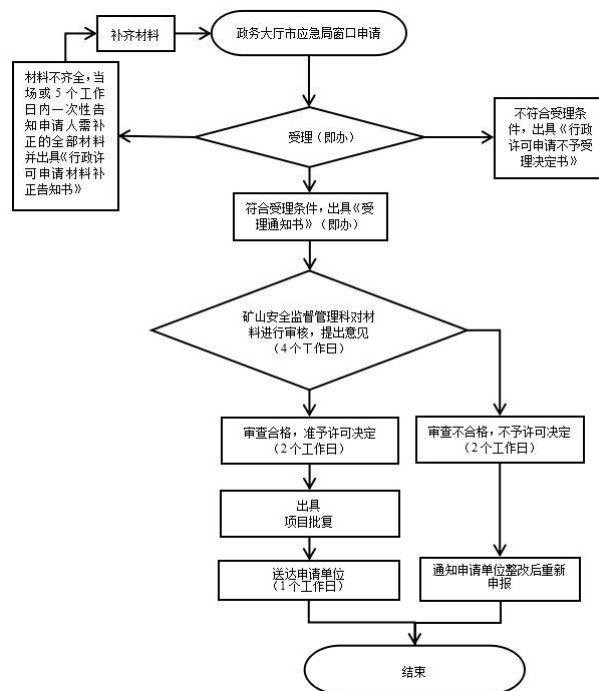 补齐材料
政务大厅市应急局窗口申请
材料不齐全,当
场或5个工作
日内一次性告
知申请人需补
正的全部材料
并出具《行政许
可申请材料补
正告知书》
受理（即办）
不符合受理条
件，出具《行政
许可申请不予受
理决定书》
符合受理条件，出具《受
理通知书》（即办）
矿山安全监督管理科对材
料进行审核，提出意见
（4个工作日）
审查合格，准予许可决定
（2个工作日）
审查不合格，不予许可决定
（2个工作日）
出具
项目批复
送达申请单位
（1个工作日）
通知申请单位整改后重新
申报
结束